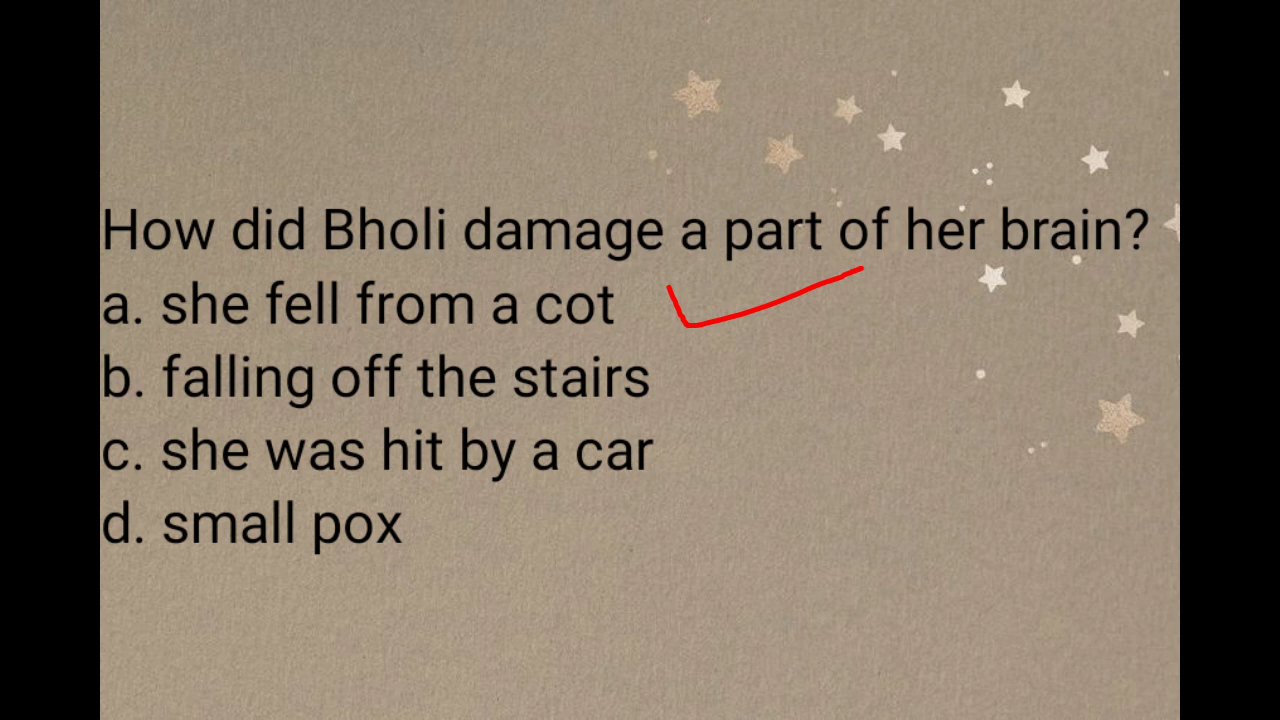 How did Bholi damage a part of her brain?
a. she fell from a cot
b. falling off the stairs
c. she was hit by a car
d. small pox